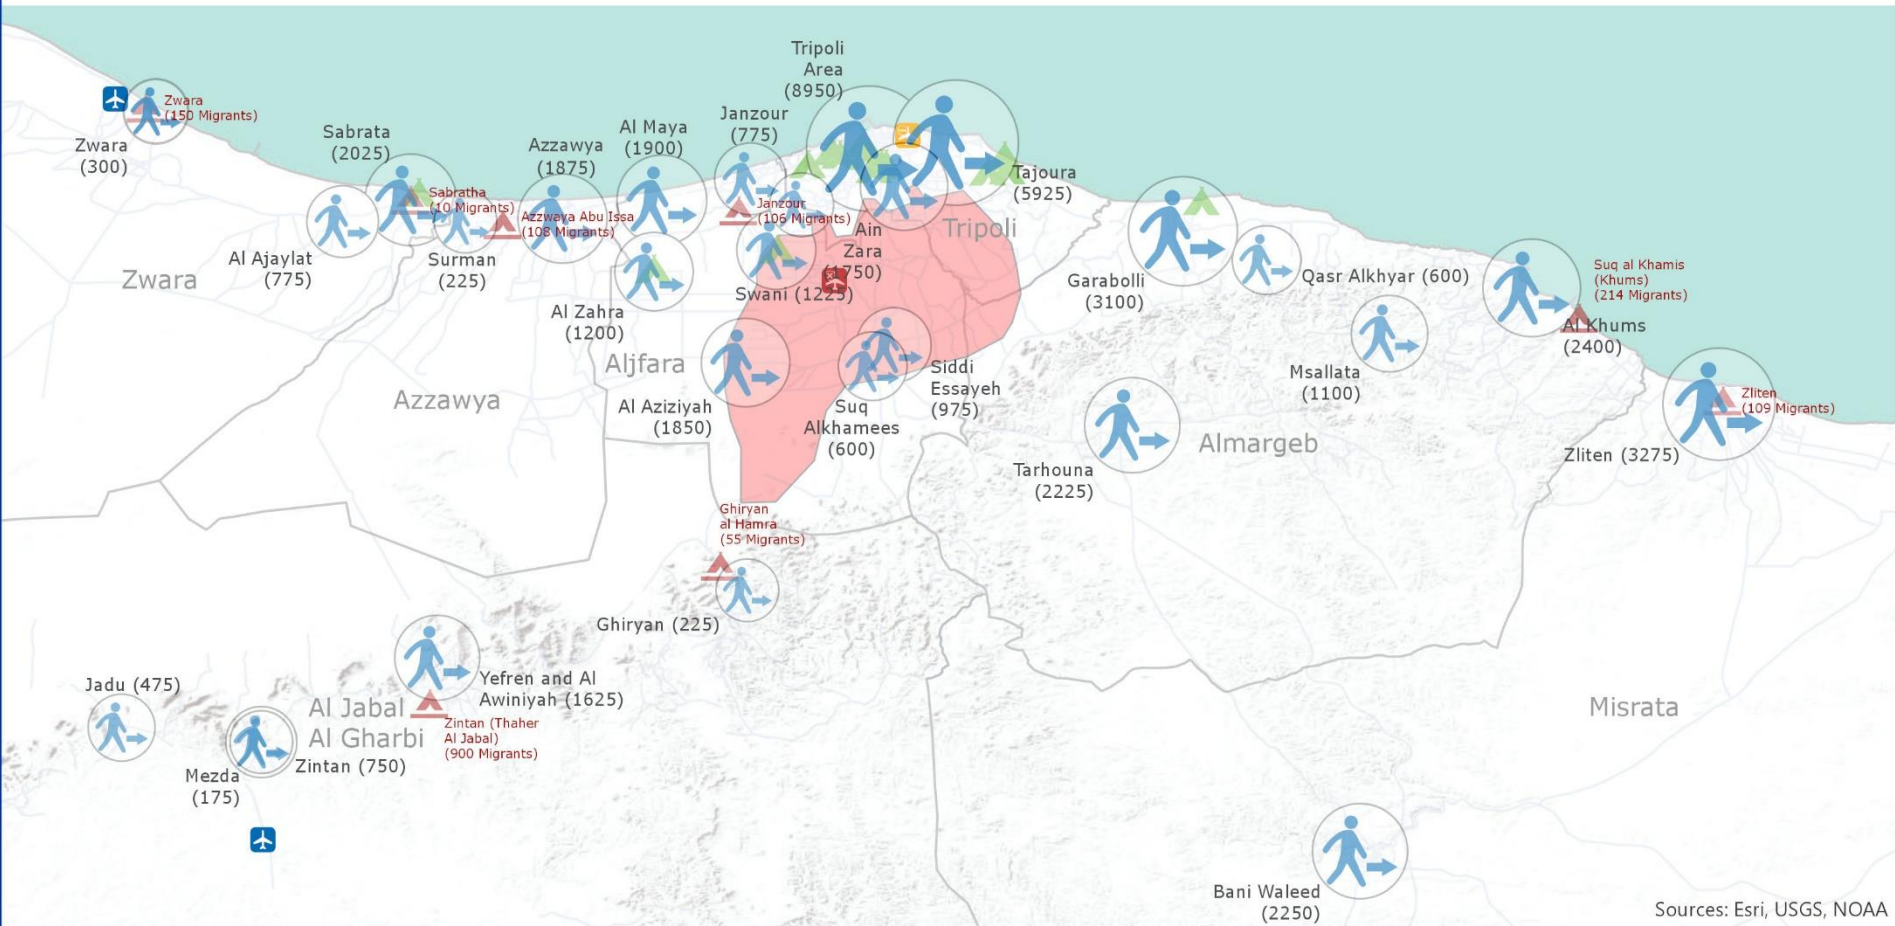 Tripoli
Area
(8950)
Zwara
(150 Migrants)
Zwara
(300)
Sabrata
(2025)
Azzawya
(1875)
Al Maya
(1900)
Janzour
(775)
Tajoura
(5925)
Sabratha
(10 Migrants)
Azzwaya Abu Issa
(108 Migrants)
Janzour
(106 Migrants)
Ain
Zara
(1750)
Tripoli
Al Ajaylat
(775)
Surman
(225)
Zwara
Swani (1225)
Al Zahra
(1200)
Garabolli
(3100)
Qasr Alkhyar (600)
Suq al Khamis
(Khums)
(214 Migrants)
Al Khums
(2400)
Aljfara
Azzawya
Al Aziziyah
(1850)
Suq
Alkhamees
(600)
Siddi
Essayeh
(975)
Msallata
(1100)
Zliten
(109 Migrants)
Zliten (3275)
Tarhouna
(2225)
Almargeb
Ghiryan
al Hamra
(55 Migrants)
Ghiryan (225)
Jadu (475)
Yefren and Al
Awiniyah (1625)
Al Jabal
Al Gharbi
Zintan (Thaher
Al Jabal)
(900 Migrants)
Mezda
(175)
Zintan (750)
Misrata
Bani Waleed
(2250)
Sources: Esri, USGS, NOAA